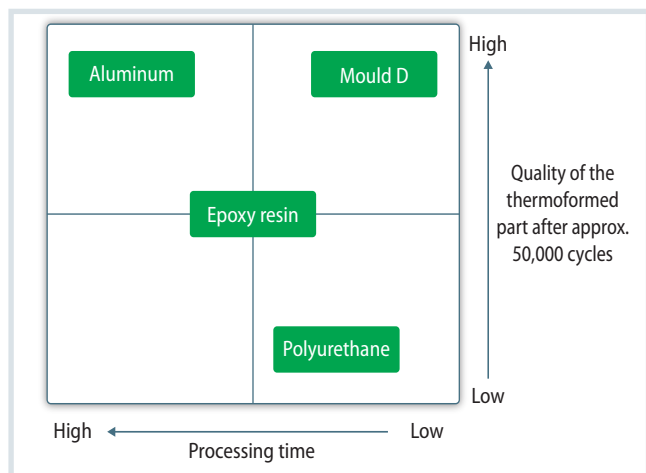 High
Aluminum
Mould D
Quality of the
thermoformed
part after approx.
50,000 cycles
Epoxy resin
Polyurethane
Low
High
Low
Processing time